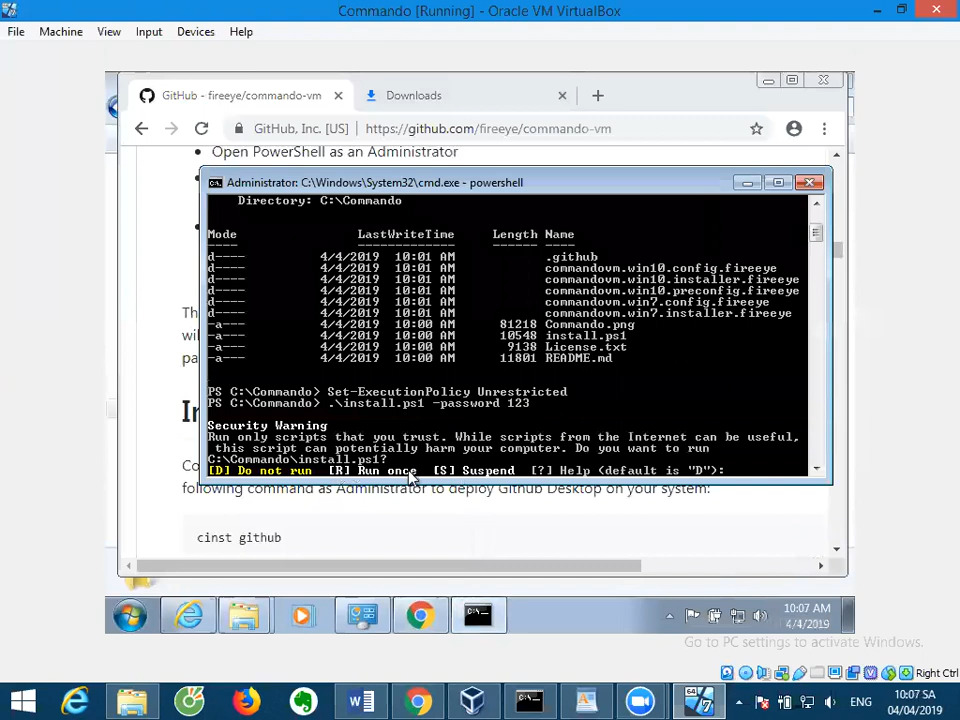 Commando [Running] - Oracle VM VirtualBox
File Machine View Input Devices Help
GitHub - fireeye/commando-vm
Downloads
GitHub, Inc. [US] https://github.com/fireeye/commando-vm
Open PowerShell as an Administrator
Administrator: C:\Windows\System32\cmd.exe - powershell
Directory: C:\Commando
Mode LastWriteTime Length Name
---- ------------- ------ ----
d---- 4/4/2019 10:01 AM .github
d---- 4/4/2019 10:01 AM commandovm.win10.config.fireeye
d---- 4/4/2019 10:01 AM commandovm.win10.installer.fireeye
d---- 4/4/2019 10:01 AM commandovm.win10.preconfig.fireeye
d---- 4/4/2019 10:01 AM commandovm.win7.config.fireeye
d---- 4/4/2019 10:01 AM commandovm.win7.installer.fireeye
-a--- 4/4/2019 10:00 AM 81218 Commando.png
-a--- 4/4/2019 10:00 AM 10548 install.ps1
-a--- 4/4/2019 10:00 AM 9138 License.txt
-a--- 4/4/2019 10:00 AM 11801 README.md
PS C:\Commando> Set-ExecutionPolicy Unrestricted
PS C:\Commando> .\install.ps1 -password 123
Security Warning
Run only scripts that you trust. While scripts from the Internet can be useful,
this script can potentially harm your computer. Do you want to run
C:\Commando\install.ps1?
[D] Do not run [R] Run once [S] Suspend [?] Help (default is "D"):
following command as Administrator to deploy Github Desktop on your system:
cinst github
10:07 AM
4/4/2019
Go to PC settings to activate Windows.
Right Ctrl
64
7
ENG
10:07 SA
04/04/2019